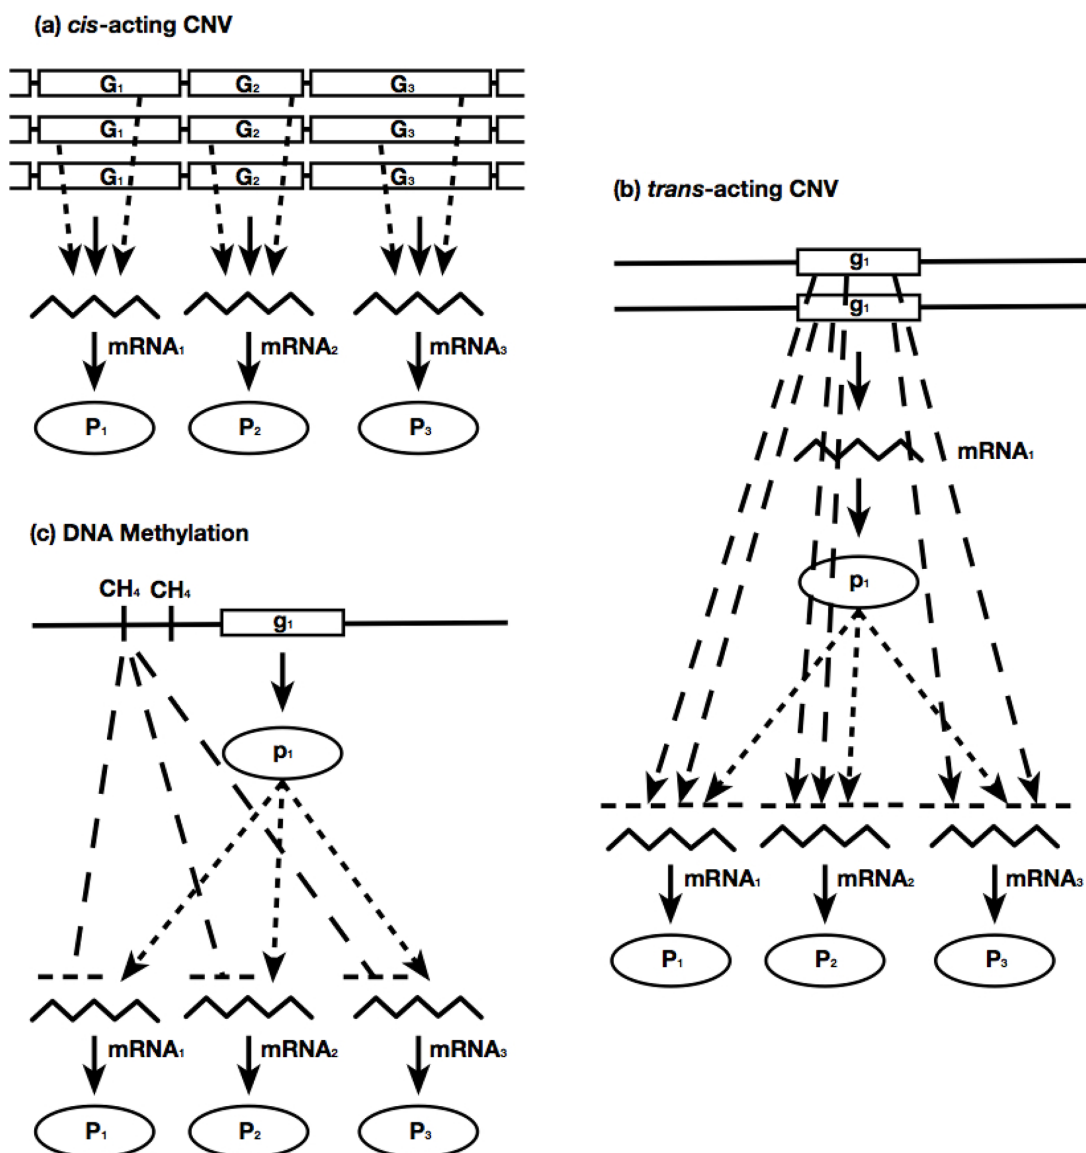 (a) cis-acting CNV
G₁ G₂ G₃
G₁ G₂ G₃
G₁ G₂ G₃
mRNA₁ mRNA₂ mRNA₃
P₁ P₂ P₃
(b) trans-acting CNV
g₁
g₁
mRNA₁
p₁
mRNA₁ mRNA₂ mRNA₃
P₁ P₂ P₃
(c) DNA Methylation
CH₄ CH₄
g₁
p₁
mRNA₁ mRNA₂ mRNA₃
P₁ P₂ P₃